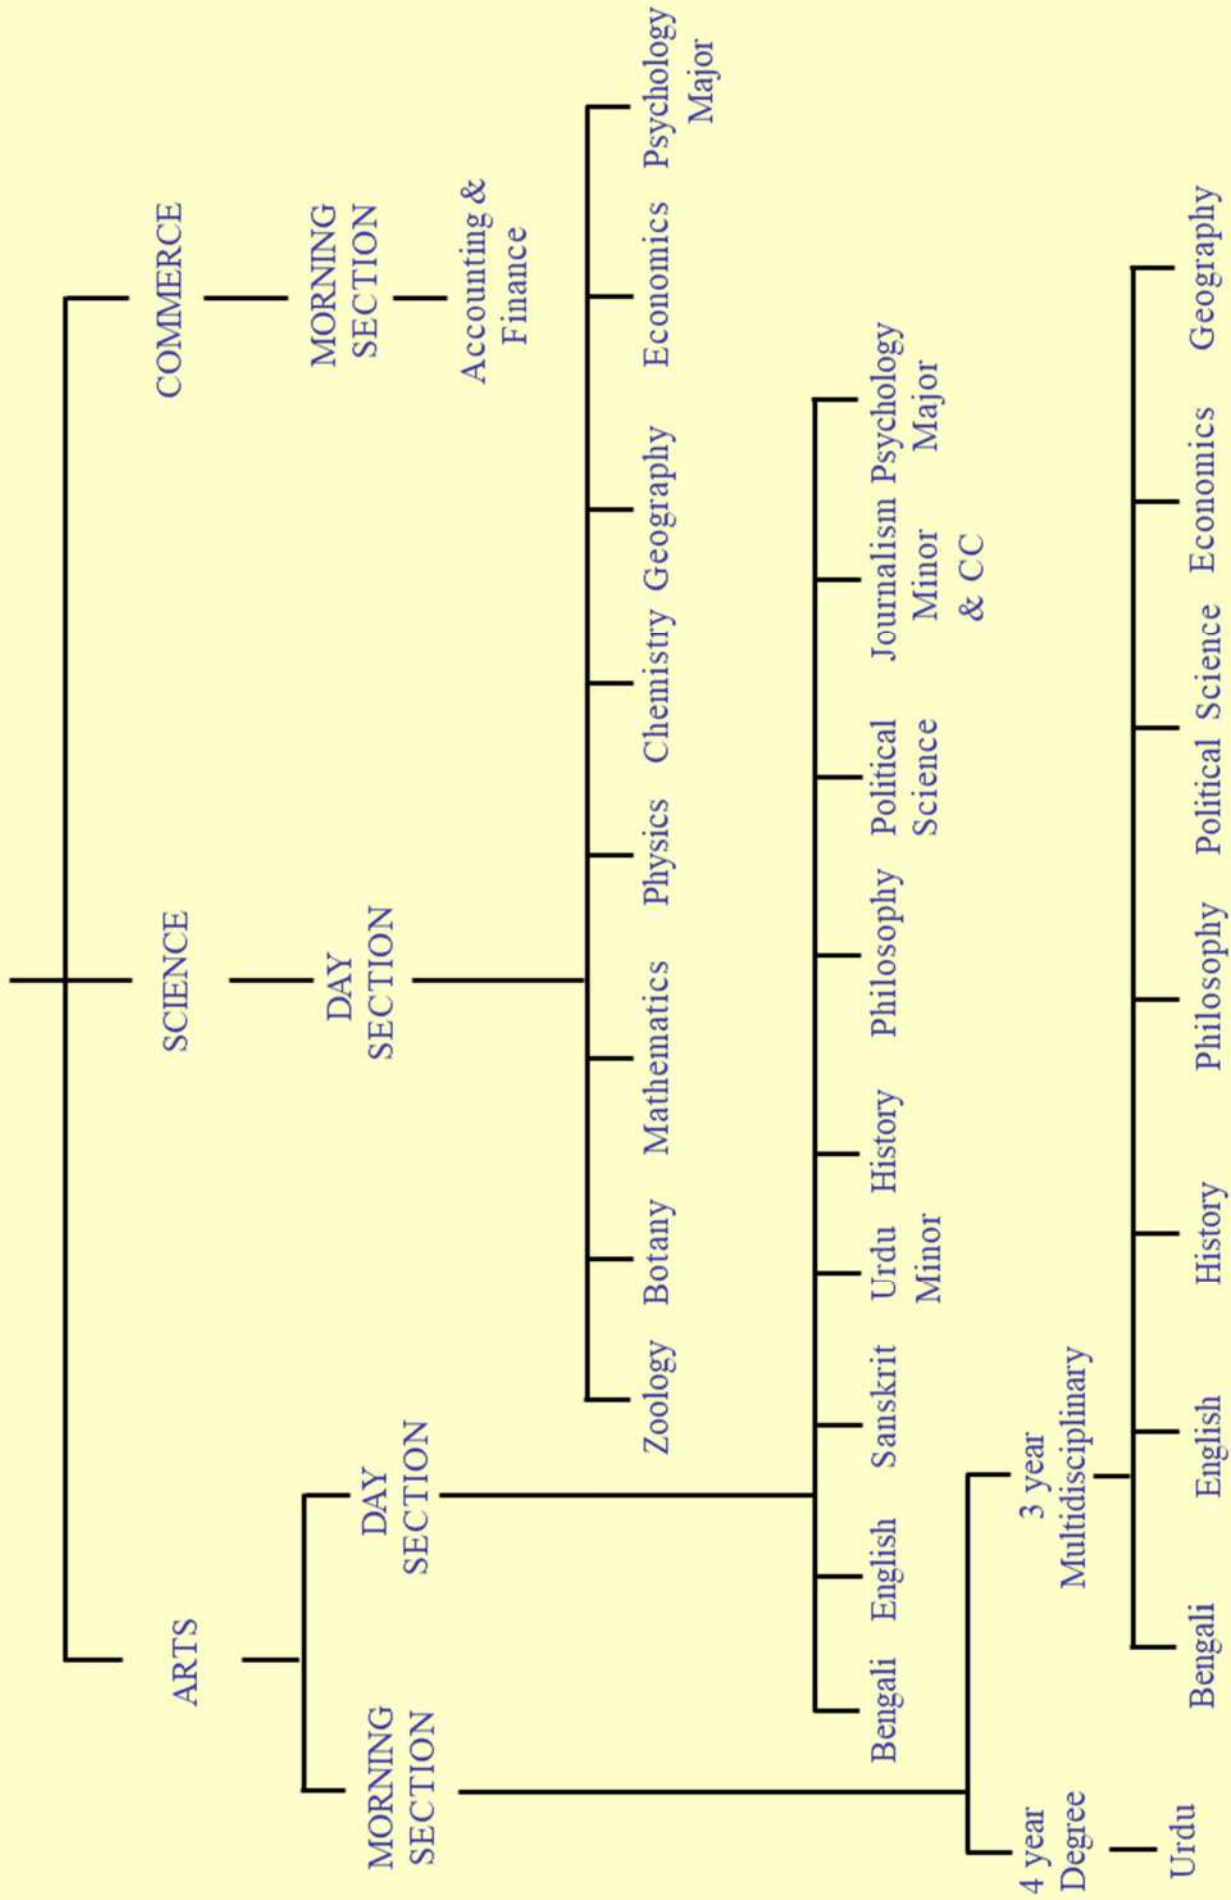 ARTS
SCIENCE
COMMERCE
MORNING
SECTION
DAY
SECTION
DAY
SECTION
MORNING
SECTION
Accounting &
Finance
Zoology
Botany
Mathematics
Physics
Chemistry
Geography
Economics
Psychology
Major
Bengali
English
Sanskrit
Urdu
Minor
History
Philosophy
Political
Science
Journalism
Minor
& CC
Psychology
Major
4 year
Degree
Urdu
3 year
Multidisciplinary
Bengali
English
History
Philosophy
Political Science
Economics
Geography